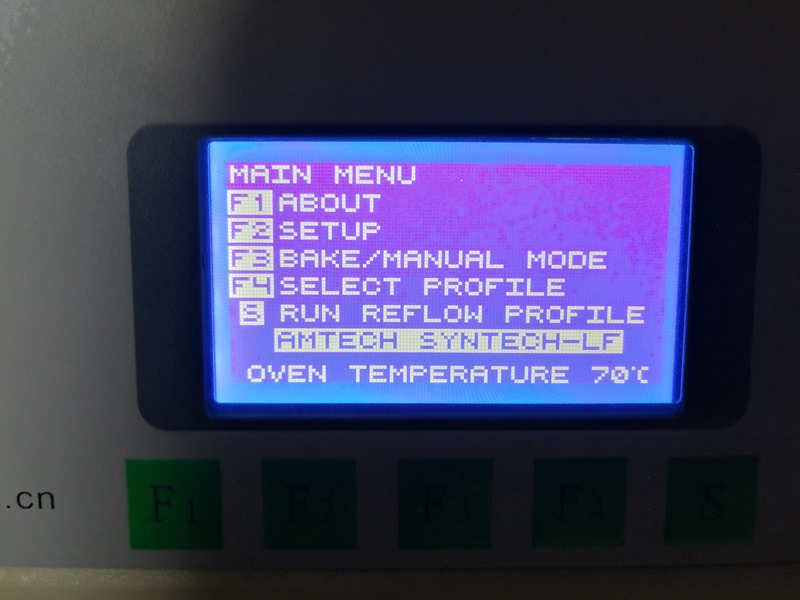 MAIN MENU
F1 ABOUT
F2 SETUP
F3 BAKE/MANUAL MODE
F4 SELECT PROFILE
S RUN REFLOW PROFILE
AMTECH SYNTECH-LF
OVEN TEMPERATURE 70℃
.cn
F1 F2 F3 F4 S